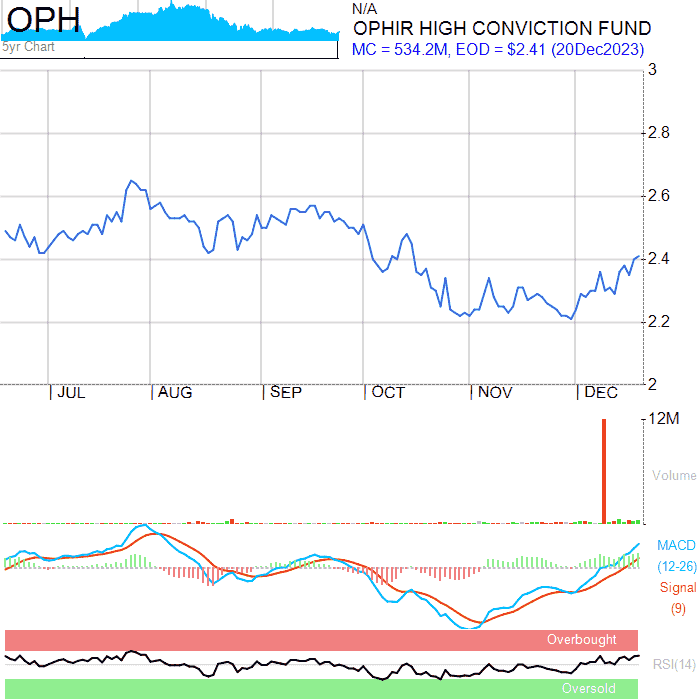 OPH
5yr Chart
N/A
OPHIR HIGH CONVICTION FUND
MC = 534.2M, EOD = $2.41 (20Dec2023)
3
2.8
2.6
2.4
2.2
2
JUL AUG SEP OCT NOV DEC
12M
Volume
MACD
(12-26)
Signal
(9)
Overbought
RSI(14)
Oversold